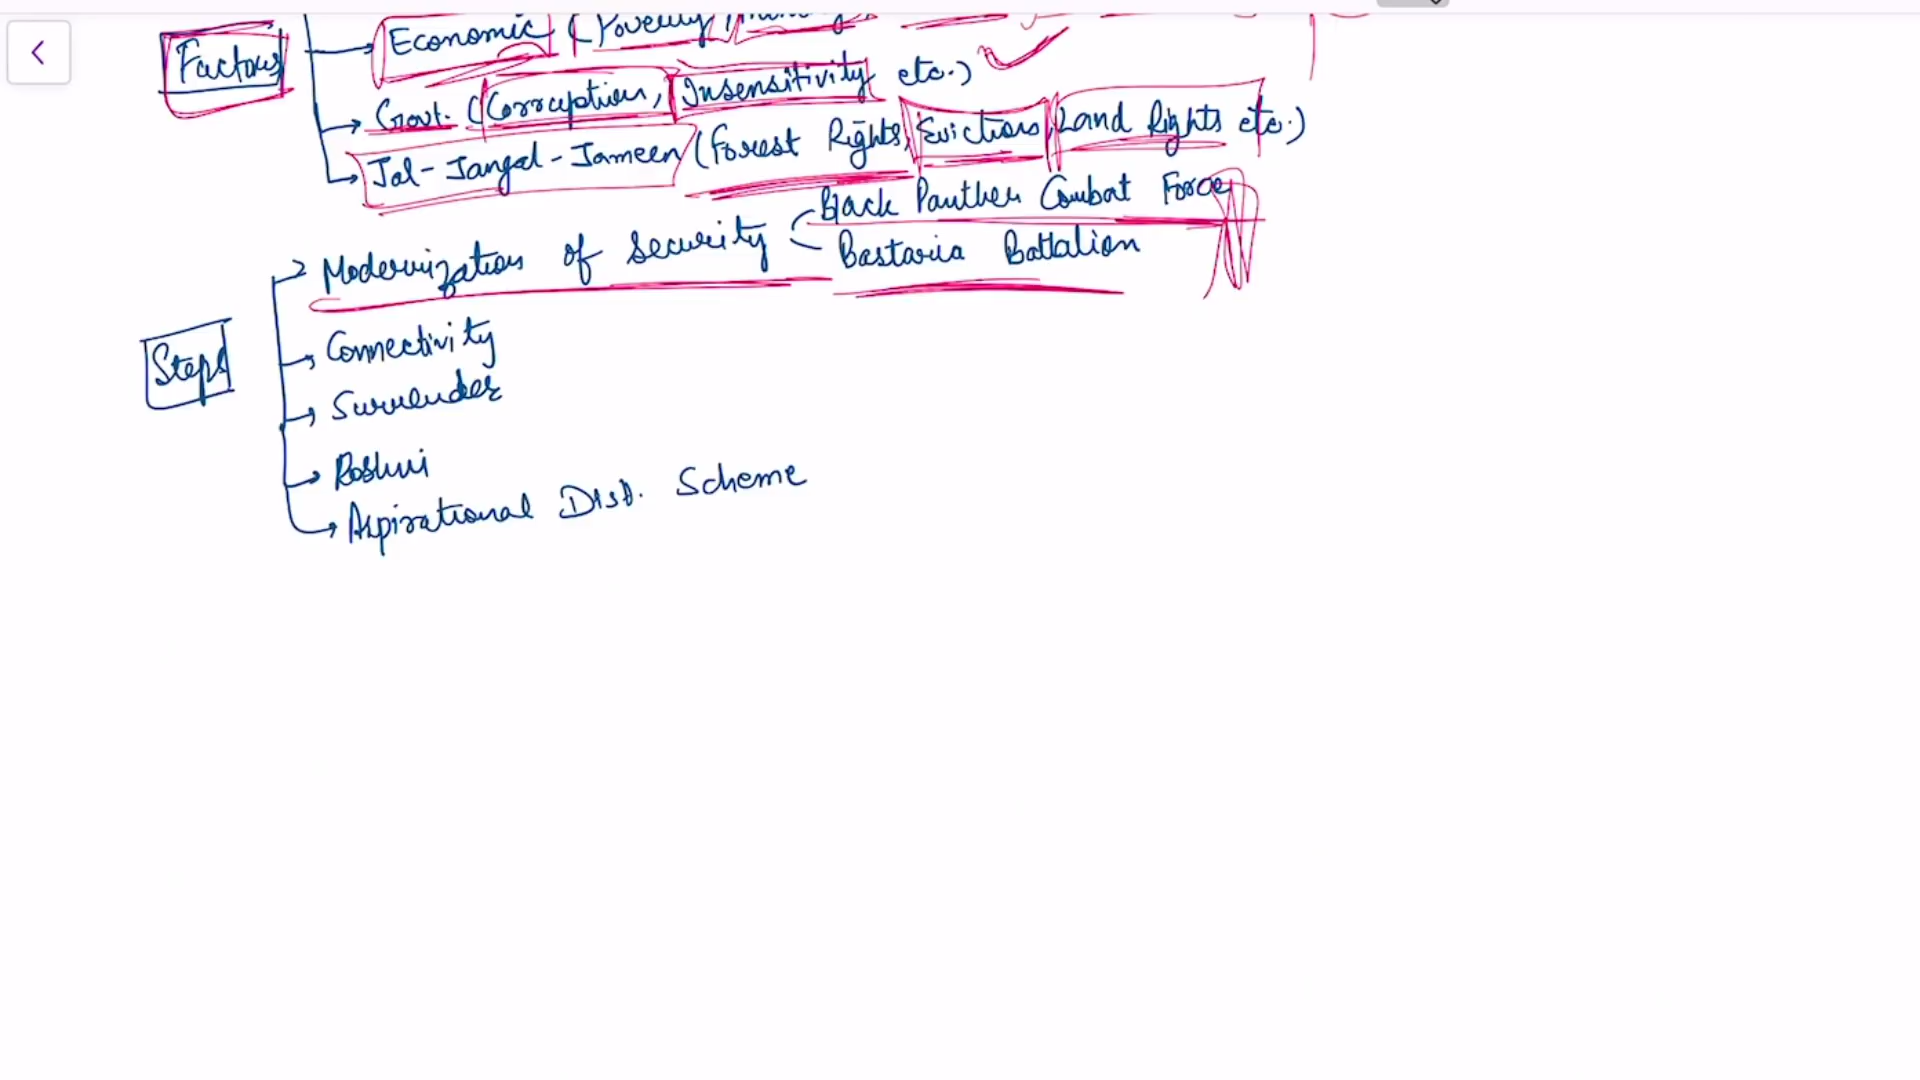 Factors
Economic (Poverty,
Govt. (Corruption, Insensitivity etc.)
Jal-Jangal-Jameen (Forest Rights, Evictions, Land Rights etc.)
Steps
Modernization of security
Black Panther Combat Force
Bastaria Battalion
Connectivity
Surrender
Roshni
Aspirational Dist. Scheme